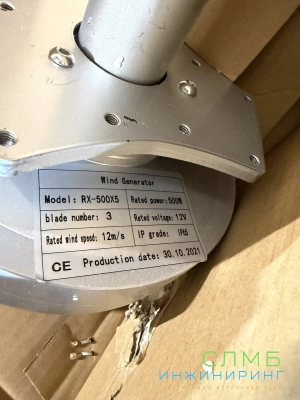 Wind Generator
Model: RX-500X5 Rated power: 500W
blade number: 3 Rated voltage: 12V
Rated wind speed: 12m/s IP grade: IP65
CE Production date: 30.10.2021
СЛМБ
ИНЖИНИРИНГ